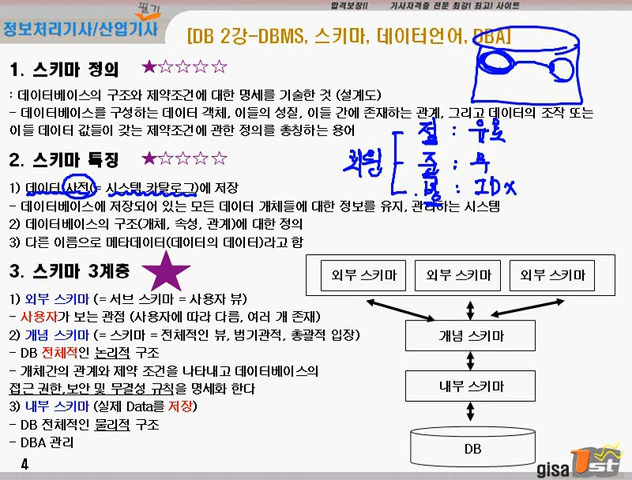 합격보장!! 기사자격증 전문 최강! 최고! 사이트
필기
정보처리기사/산업기사
[DB 2강-DBMS, 스키마, 데이터언어, DBA]
1. 스키마 정의 ★☆☆☆☆
: 데이터베이스의 구조와 제약조건에 대한 명세를 기술한 것 (설계도)
- 데이터베이스를 구성하는 데이터 객체, 이들의 성질, 이들 간에 존재하는 관계, 그리고 데이터의 조작 또는
이들 데이터 값들이 갖는 제약조건에 관한 정의를 총칭하는 용어
2. 스키마 특징 ★☆☆☆☆
1) 데이터 사전(= 시스템 카탈로그)에 저장
- 데이터베이스에 저장되어 있는 모든 데이터 개체들에 대한 정보를 유지, 관리하는 시스템
2) 데이터베이스의 구조(개체, 속성, 관계)에 대한 정의
3) 다른 이름으로 메타데이터(데이터의 데이터)라고 함
회원
: 무
: IDX
3. 스키마 3계층 ★
1) 외부 스키마 (= 서브 스키마 = 사용자 뷰)
- 사용자가 보는 관점 (사용자에 따라 다름, 여러 개 존재)
2) 개념 스키마 (= 스키마 = 전체적인 뷰, 범기관적, 총괄적 입장)
- DB 전체적인 논리적 구조
- 개체간의 관계와 제약 조건을 나타내고 데이터베이스의
접근 권한,보안 및 무결성 규칙을 명세화 한다
3) 내부 스키마 (실제 Data를 저장)
- DB 전체적인 물리적 구조
- DBA 관리
외부 스키마 외부 스키마 외부 스키마
개념 스키마
내부 스키마
DB
4
gisa 1st